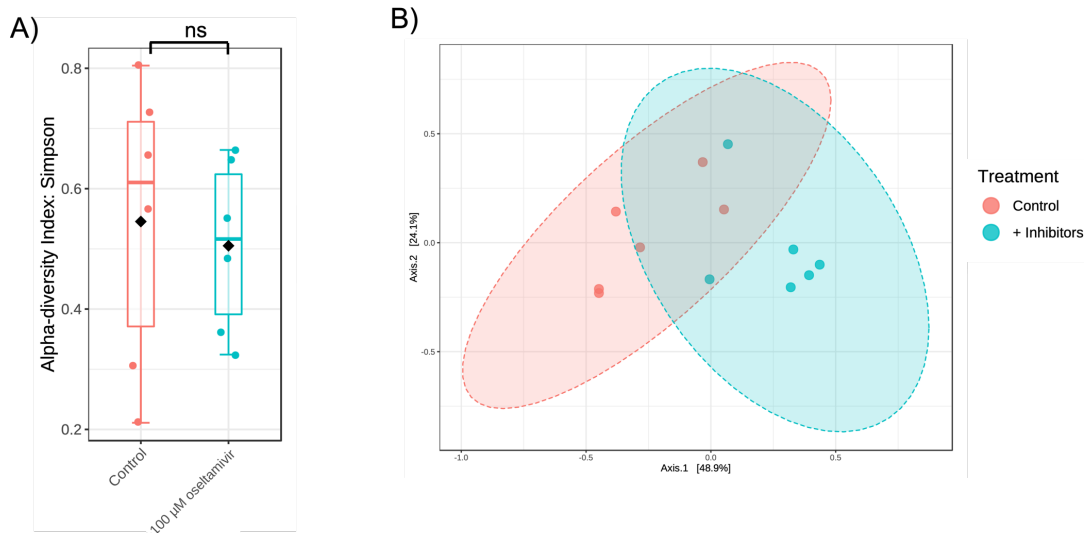 A)
ns
Alpha-diversity Index: Simpson
0.8
0.6
0.4
0.2
Control
100 µM oseltamivir
B)
Axis.2 [24.1%]
0.5
0.0
-0.5
-1.0
-0.5
0.0
0.5
Axis.1 [48.9%]
Treatment
Control
+ Inhibitors